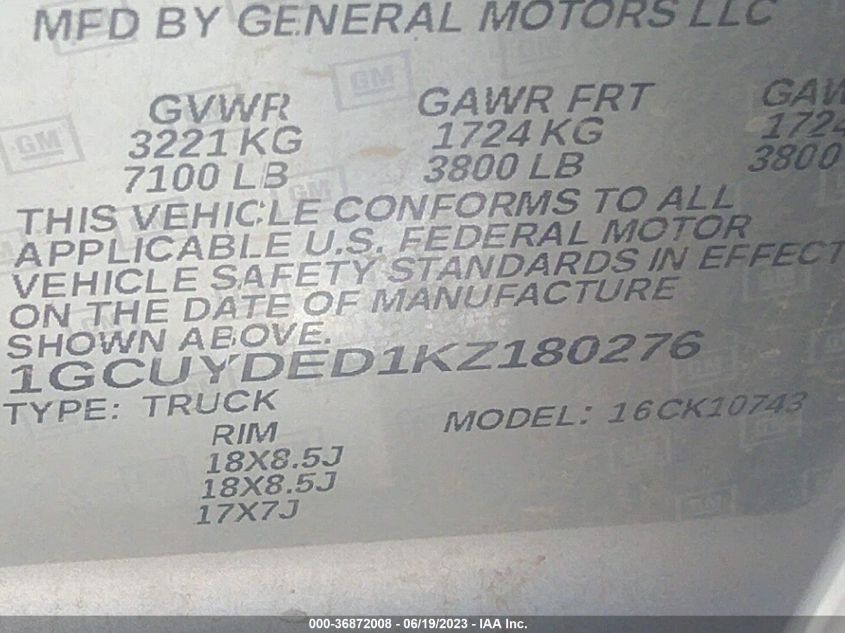 MFD BY GENERAL MOTORS LLC
GVWR GAWR FRT
3221 KG 1724 KG
7100 LB 3800 LB 3800
THIS VEHICLE CONFORMS TO ALL
APPLICABLE U.S. FEDERAL MOTOR
VEHICLE SAFETY STANDARDS IN EFFECT
ON THE DATE OF MANUFACTURE
SHOWN ABOVE.
1GCUYDED1KZ180276
TYPE: TRUCK MODEL: 16CK10743
RIM
18X8.5J
18X8.5J
17X7J
GM
000-36872008 - 06/19/2023 - IAA Inc.